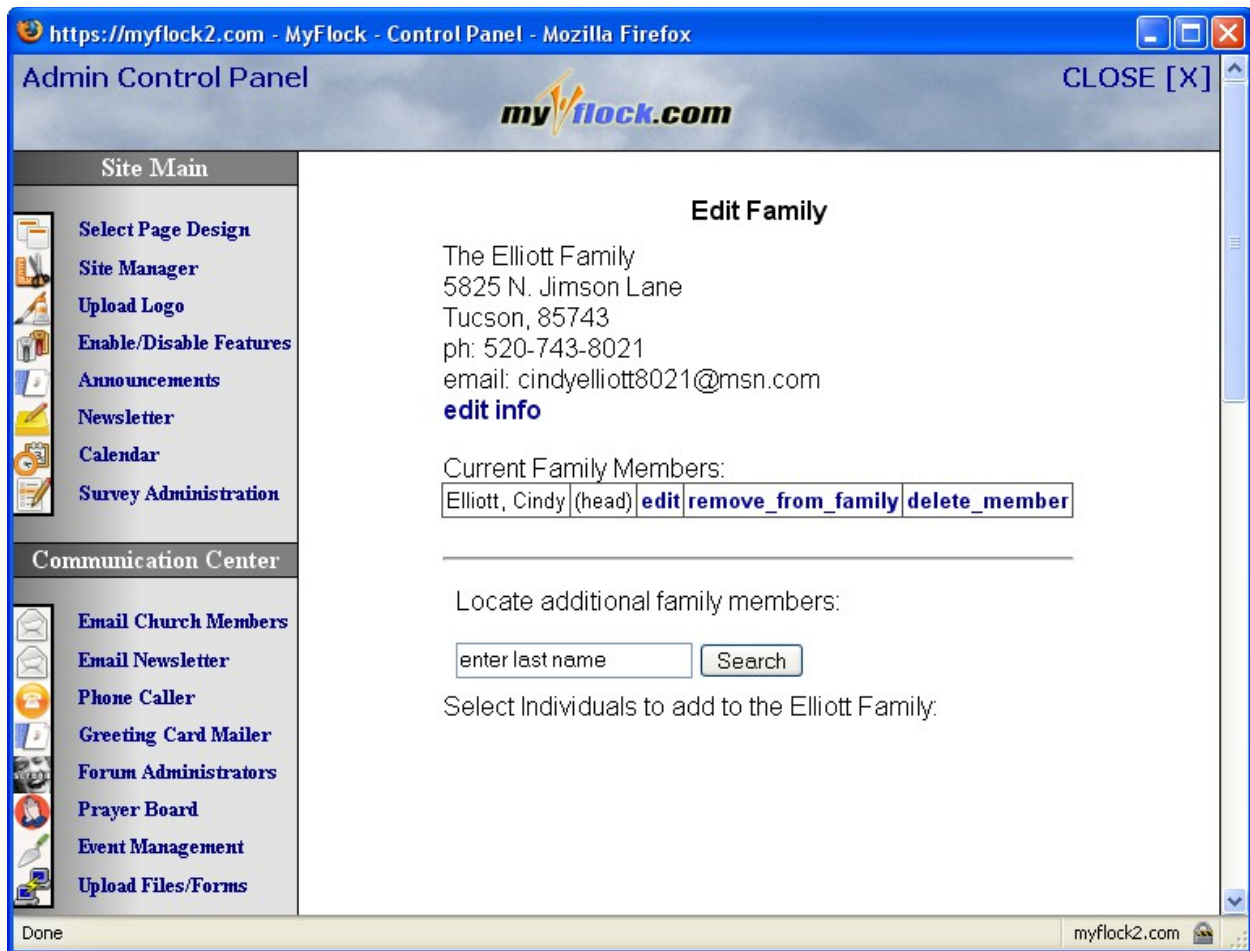 https://myflock2.com - MyFlock - Control Panel - Mozilla Firefox
Admin Control Panel
myflock.com
CLOSE [X]
Site Main
Select Page Design
Site Manager
Upload Logo
Enable/Disable Features
Announcements
Newsletter
Calendar
Survey Administration
Communication Center
Email Church Members
Email Newsletter
Phone Caller
Greeting Card Mailer
Forum Administrators
Prayer Board
Event Management
Upload Files/Forms
Edit Family
The Elliott Family
5825 N. Jimson Lane
Tucson, 85743
ph: 520-743-8021
email: cindyelliott8021@msn.com
edit info
Current Family Members:
Elliott, Cindy (head) edit remove_from_family delete_member
Locate additional family members:
enter last name Search
Select Individuals to add to the Elliott Family:
Done
myflock2.com